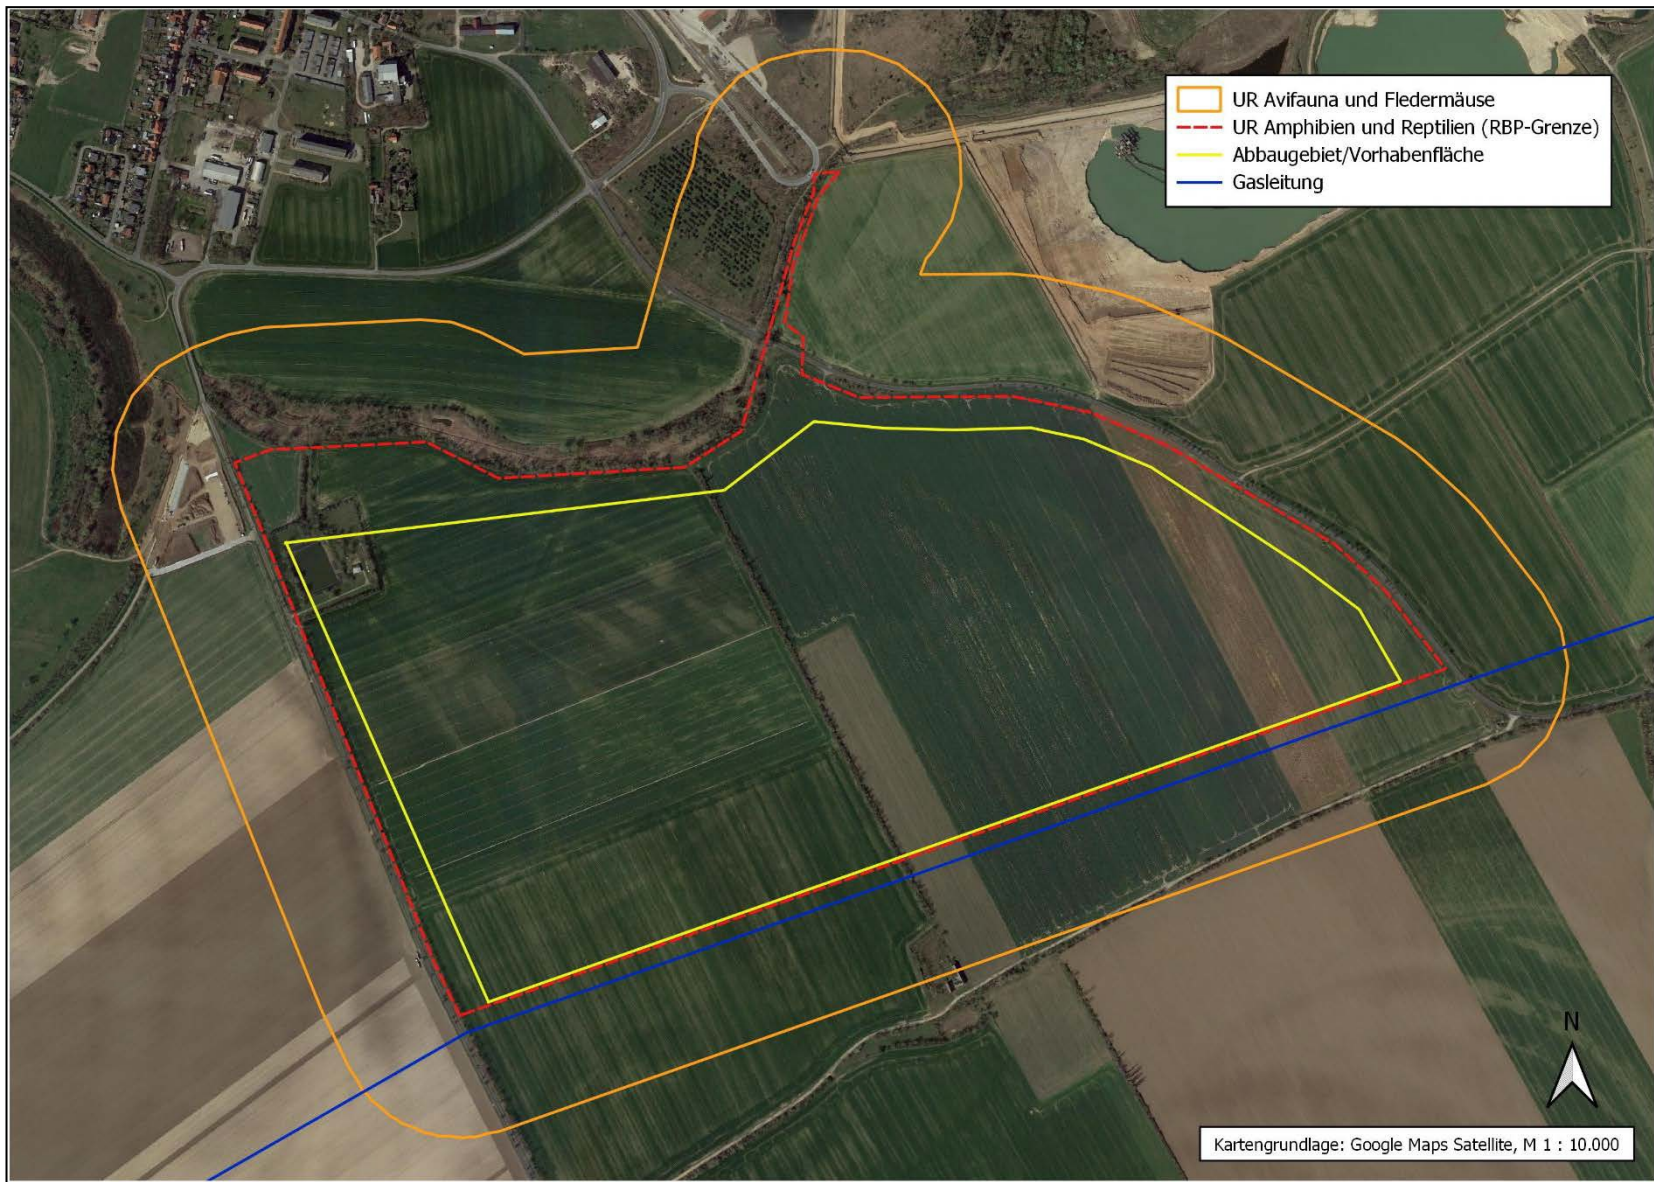 UR Avifauna und Fledermäuse
UR Amphibien und Reptilien (RBP-Grenze)
Abbaugebiet/Vorhabenfläche
Gasleitung
N
Kartengrundlage: Google Maps Satellite, M 1 : 10.000